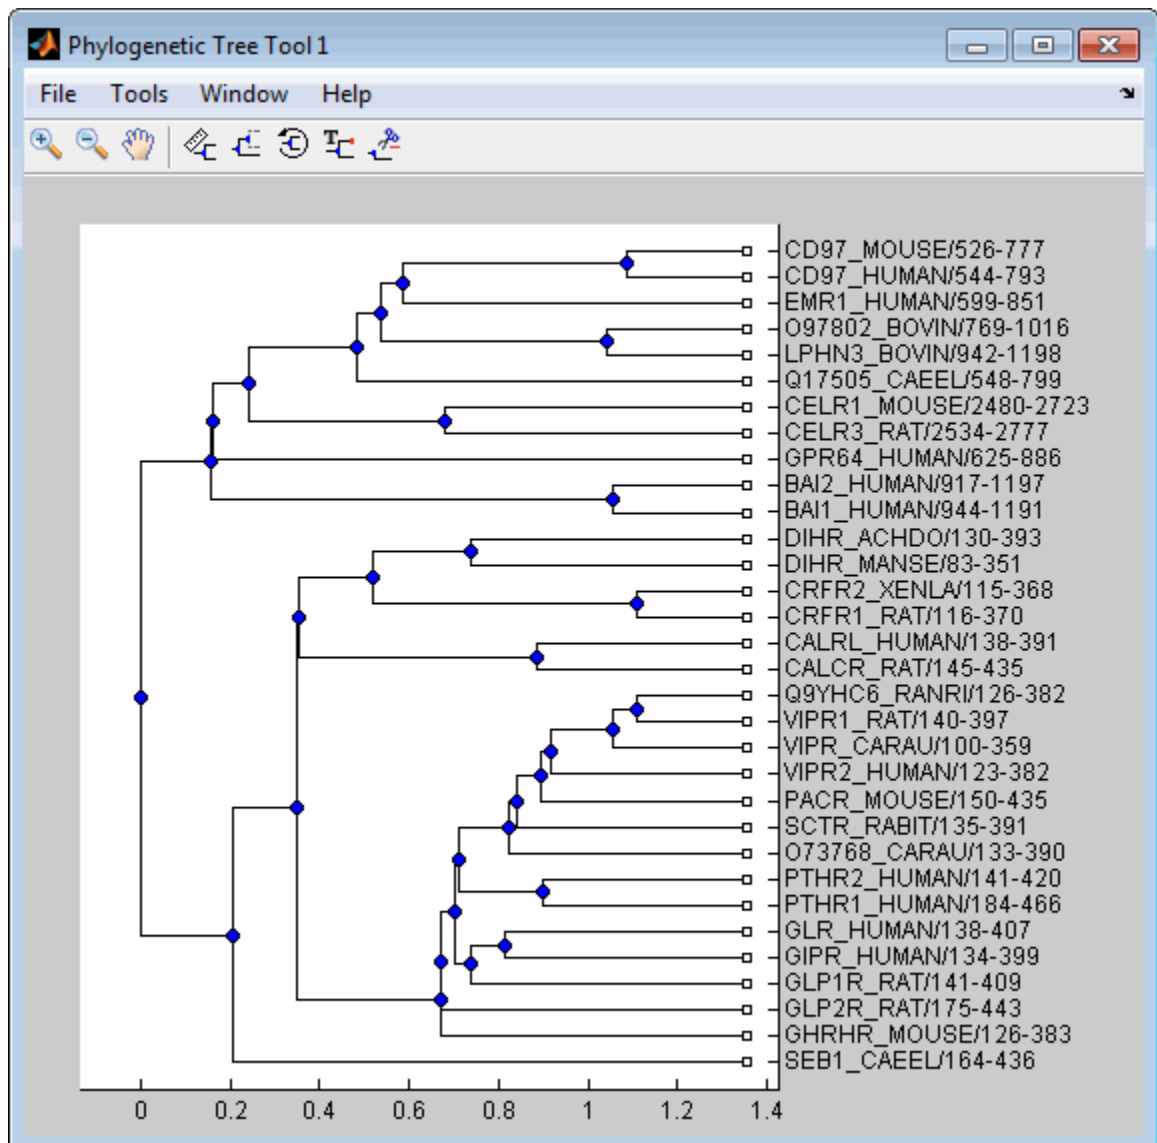 Phylogenetic Tree Tool 1
File Tools Window Help
CD97_MOUSE/526-777
CD97_HUMAN/544-793
EMR1_HUMAN/599-851
O97802_BOVIN/769-1016
LPHN3_BOVIN/942-1198
Q17505_CAEEL/548-799
CELR1_MOUSE/2480-2723
CELR3_RAT/2534-2777
GPR64_HUMAN/625-886
BAI2_HUMAN/917-1197
BAI1_HUMAN/944-1191
DIHR_ACHDO/130-393
DIHR_MANSE/83-351
CRFR2_XENLA/115-368
CRFR1_RAT/116-370
CALRL_HUMAN/138-391
CALCR_RAT/145-435
Q9YHC6_RANRI/126-382
VIPR1_RAT/140-397
VIPR_CARAU/100-359
VIPR2_HUMAN/123-382
PACR_MOUSE/150-435
SCTR_RABIT/135-391
O73768_CARAU/133-390
PTHR2_HUMAN/141-420
PTHR1_HUMAN/184-466
GLR_HUMAN/138-407
GIPR_HUMAN/134-399
GLP1R_RAT/141-409
GLP2R_RAT/175-443
GHRHR_MOUSE/126-383
SEB1_CAEEL/164-436
0 0.2 0.4 0.6 0.8 1 1.2 1.4